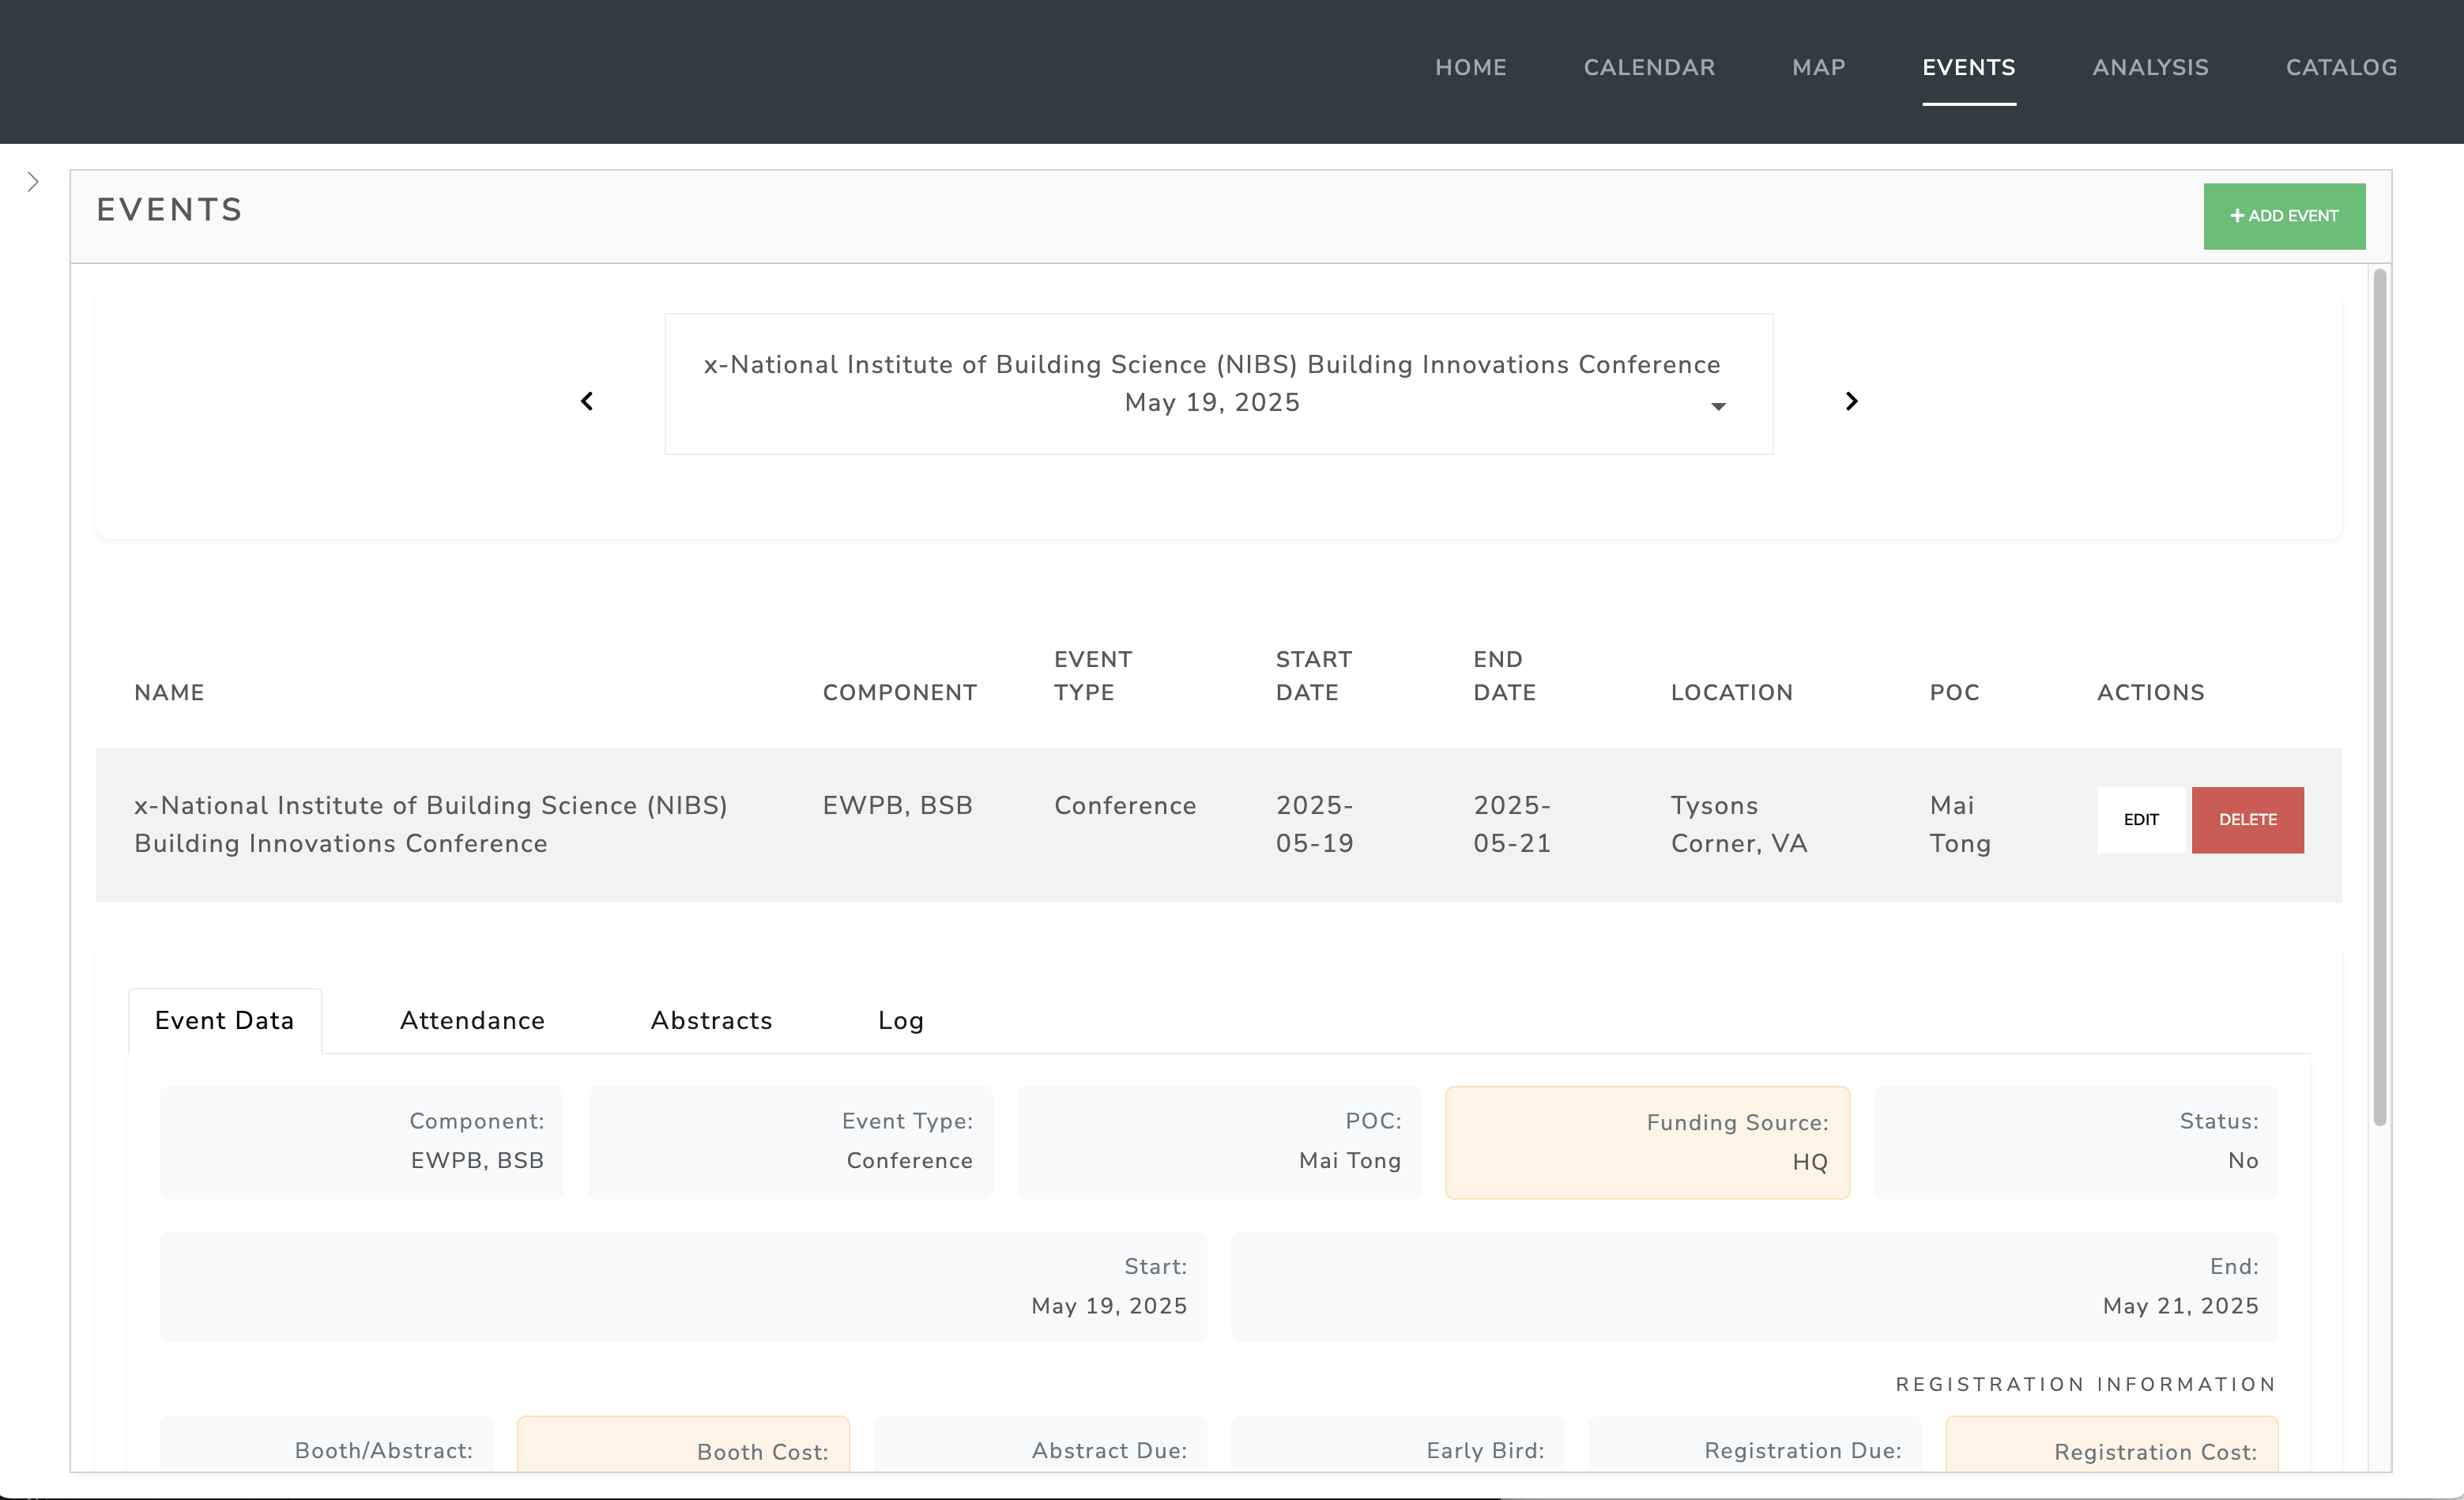 HOME CALENDAR MAP EVENTS ANALYSIS CATALOG
EVENTS
+ ADD EVENT
x-National Institute of Building Science (NIBS) Building Innovations Conference
May 19, 2025
NAME COMPONENT EVENT TYPE START DATE END DATE LOCATION POC ACTIONS
x-National Institute of Building Science (NIBS) EWPB, BSB Conference 2025- 2025- Tysons Mai EDIT DELETE
Building Innovations Conference 05-19 05-21 Corner, VA Tong
Event Data Attendance Abstracts Log
Component: Event Type: POC: Funding Source: Status:
EWPB, BSB Conference Mai Tong HQ No
Start: End:
May 19, 2025 May 21, 2025
REGISTRATION INFORMATION
Booth/Abstract: Booth Cost: Abstract Due: Early Bird: Registration Due: Registration Cost: